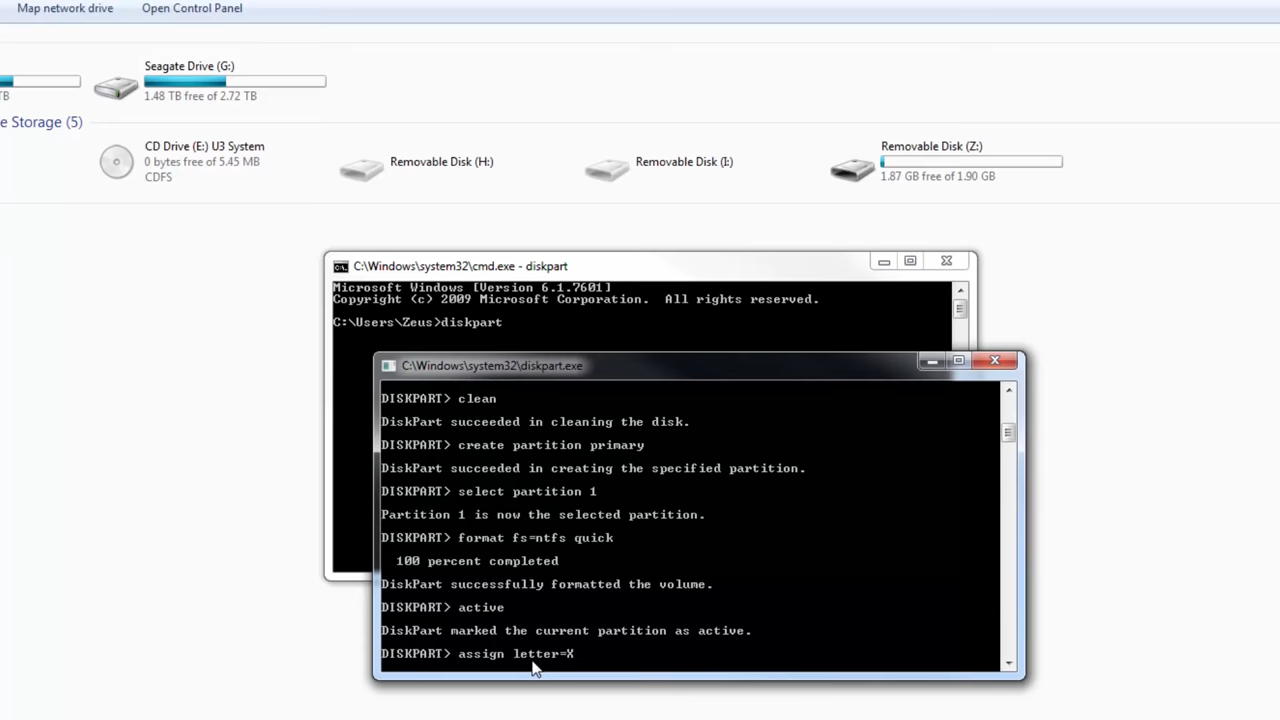 Map network drive Open Control Panel
Seagate Drive (G:)
TB 1.48 TB free of 2.72 TB
e Storage (5)
CD Drive (E:) U3 System
0 bytes free of 5.45 MB
CDFS
Removable Disk (H:)
Removable Disk (I:)
Removable Disk (Z:)
1.87 GB free of 1.90 GB
C:\Windows\system32\cmd.exe - diskpart
Microsoft Windows [Version 6.1.7601]
Copyright (c) 2009 Microsoft Corporation. All rights reserved.
C:\Users\Zeus>diskpart
C:\Windows\system32\diskpart.exe
DISKPART> clean
DiskPart succeeded in cleaning the disk.
DISKPART> create partition primary
DiskPart succeeded in creating the specified partition.
DISKPART> select partition 1
Partition 1 is now the selected partition.
DISKPART> format fs=ntfs quick
100 percent completed
DiskPart successfully formatted the volume.
DISKPART> active
DiskPart marked the current partition as active.
DISKPART> assign letter=X